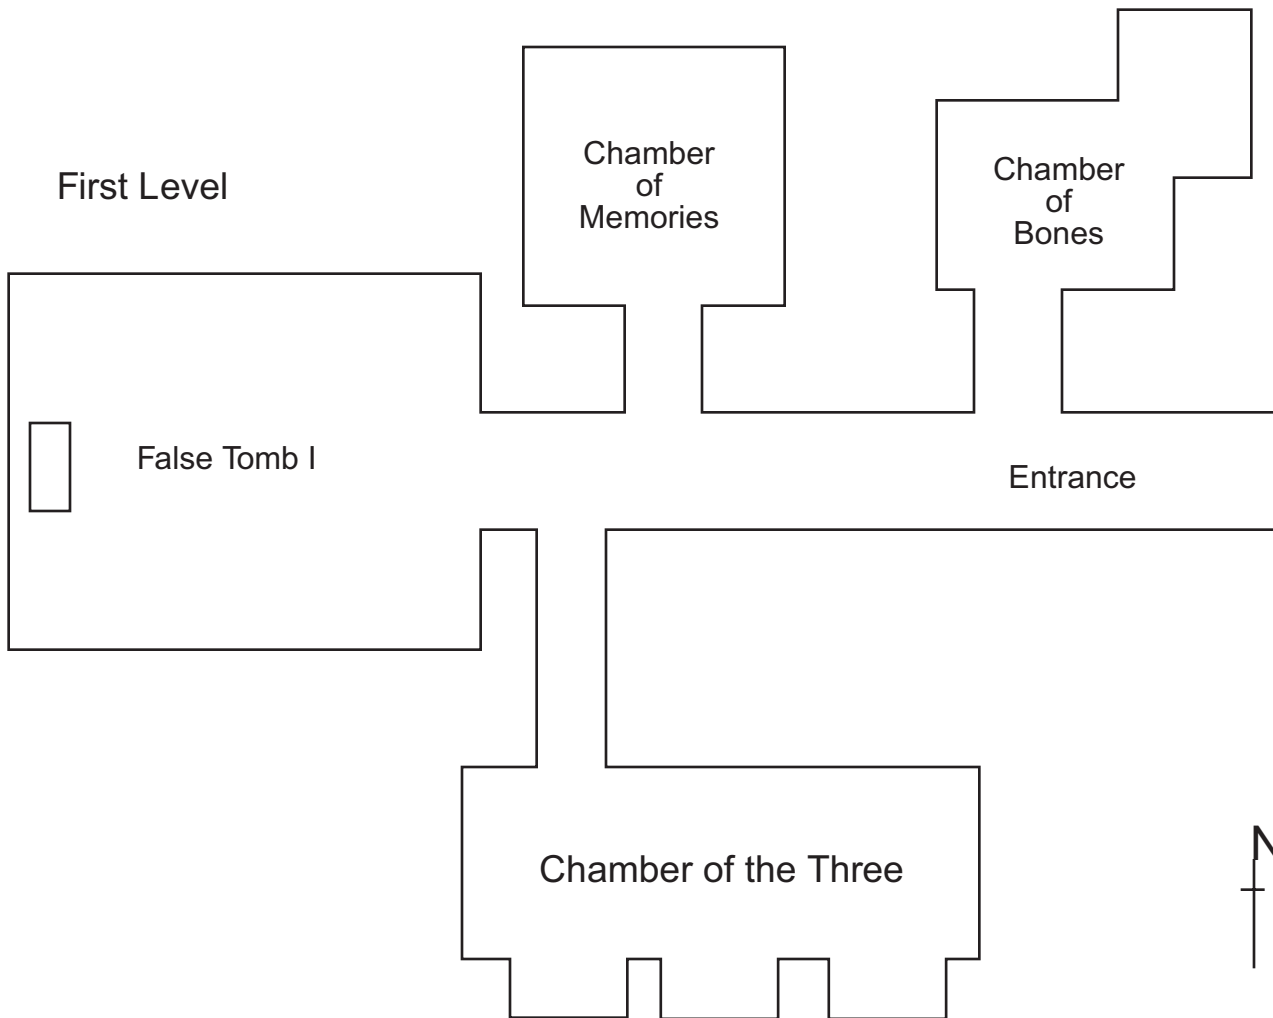 First Level
Chamber
of
Memories
Chamber
of
Bones
False Tomb I
Entrance
Chamber of the Three
N